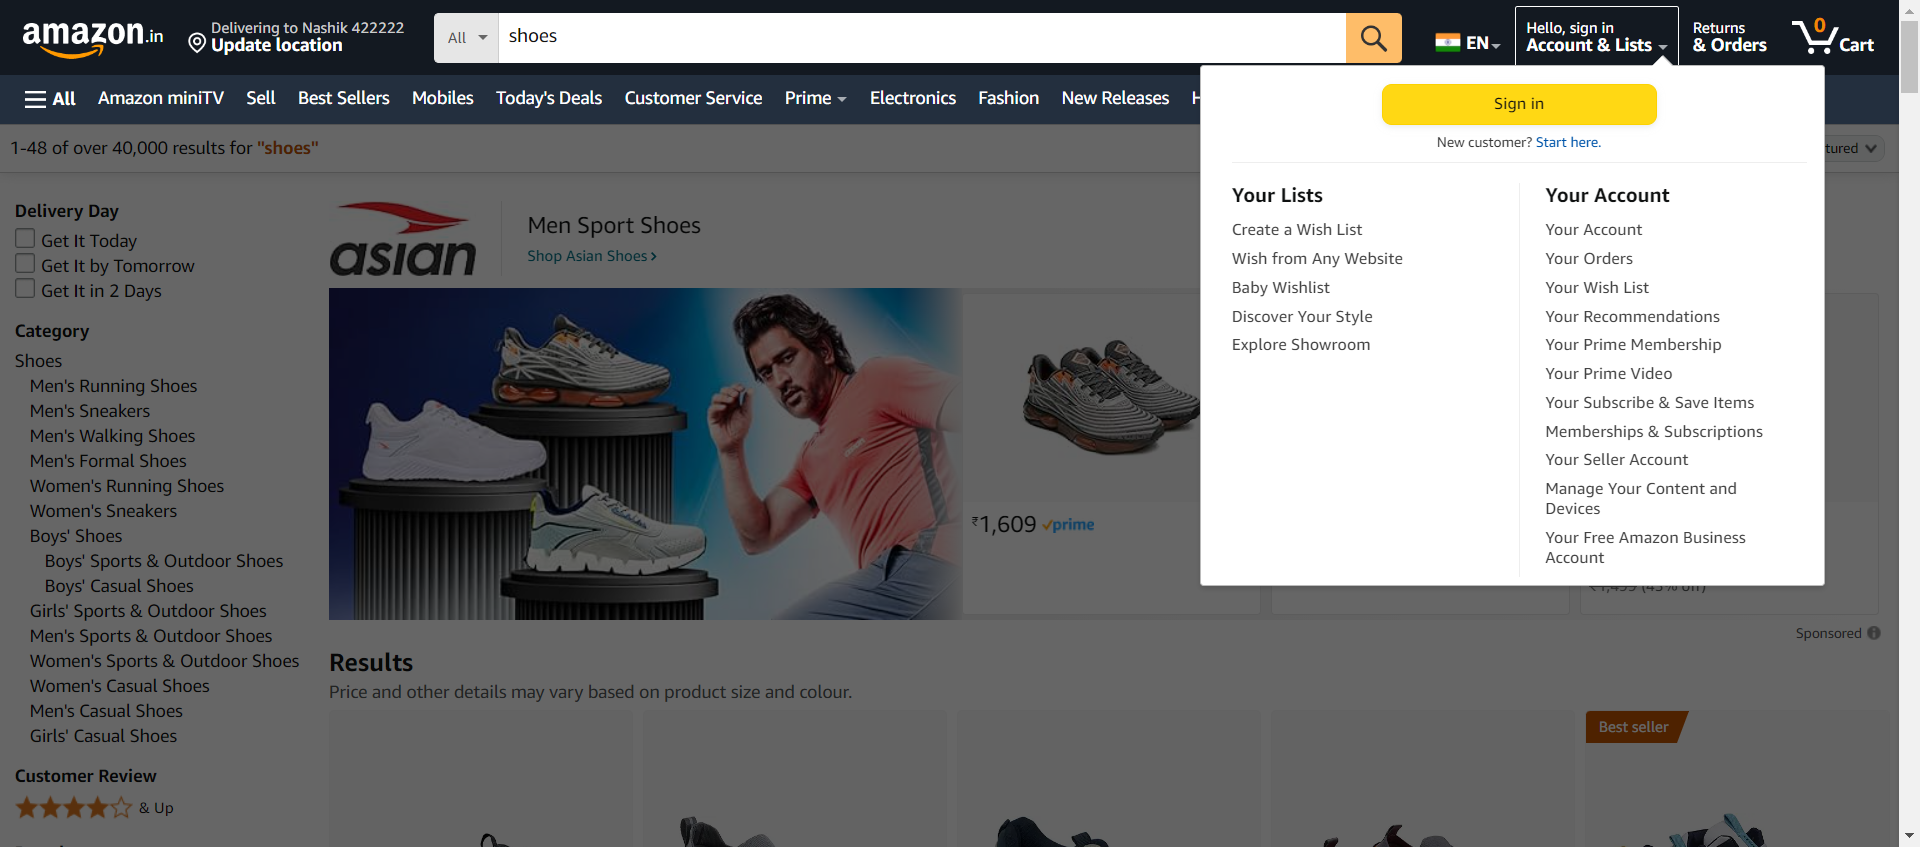 amazon.in
Delivering to Nashik 422222
Update location
All
shoes
EN
Hello, sign in
Account & Lists
Returns
& Orders
0
Cart
All
Amazon miniTV
Sell
Best Sellers
Mobiles
Today's Deals
Customer Service
Prime
Electronics
Fashion
New Releases
1-48 of over 40,000 results for "shoes"
Sign in
New customer? Start here.
Your Lists
Create a Wish List
Wish from Any Website
Baby Wishlist
Discover Your Style
Explore Showroom
Your Account
Your Account
Your Orders
Your Wish List
Your Recommendations
Your Prime Membership
Your Prime Video
Your Subscribe & Save Items
Memberships & Subscriptions
Your Seller Account
Manage Your Content and
Devices
Your Free Amazon Business
Account
Delivery Day
Get It Today
Get It by Tomorrow
Get It in 2 Days
Category
Shoes
Men's Running Shoes
Men's Sneakers
Men's Walking Shoes
Men's Formal Shoes
Women's Running Shoes
Women's Sneakers
Boys' Shoes
Boys' Sports & Outdoor Shoes
Boys' Casual Shoes
Girls' Sports & Outdoor Shoes
Men's Sports & Outdoor Shoes
Women's Sports & Outdoor Shoes
Women's Casual Shoes
Men's Casual Shoes
Girls' Casual Shoes
Customer Review
& Up
asian
Men Sport Shoes
Shop Asian Shoes
₹1,609 prime
Sponsored
Results
Price and other details may vary based on product size and colour.
Best seller